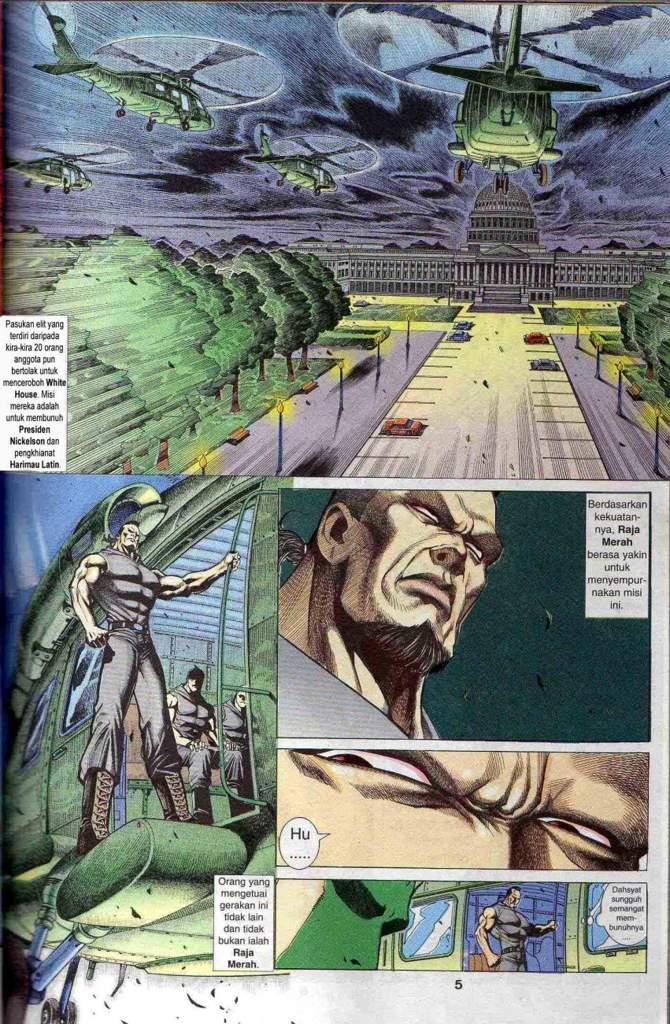 Pasukan elit yang
terdiri daripada
kira-kira 20 orang
anggota pun
bertolak untuk
menceroboh White
House. Misi
mereka adalah
untuk membunuh
Presiden
Nickelson dan
pengkhianat
Harimau Latin.
Berdasarkan
kekuatan-
nya, Raja
Merah
berasa yakin
untuk
menyempur-
nakan misi
ini.
Hu
.....
Orang yang
mengetuai
gerakan ini
tidak lain
dan tidak
bukan ialah
Raja
Merah.
Dahsyat
sungguh
semangat
mem-
bunuhnya
....
5